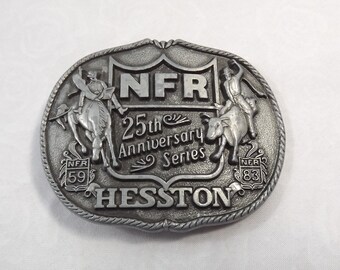 NFR
25th
Anniversary
Series
NFR
59
NFR
83
HESSTON